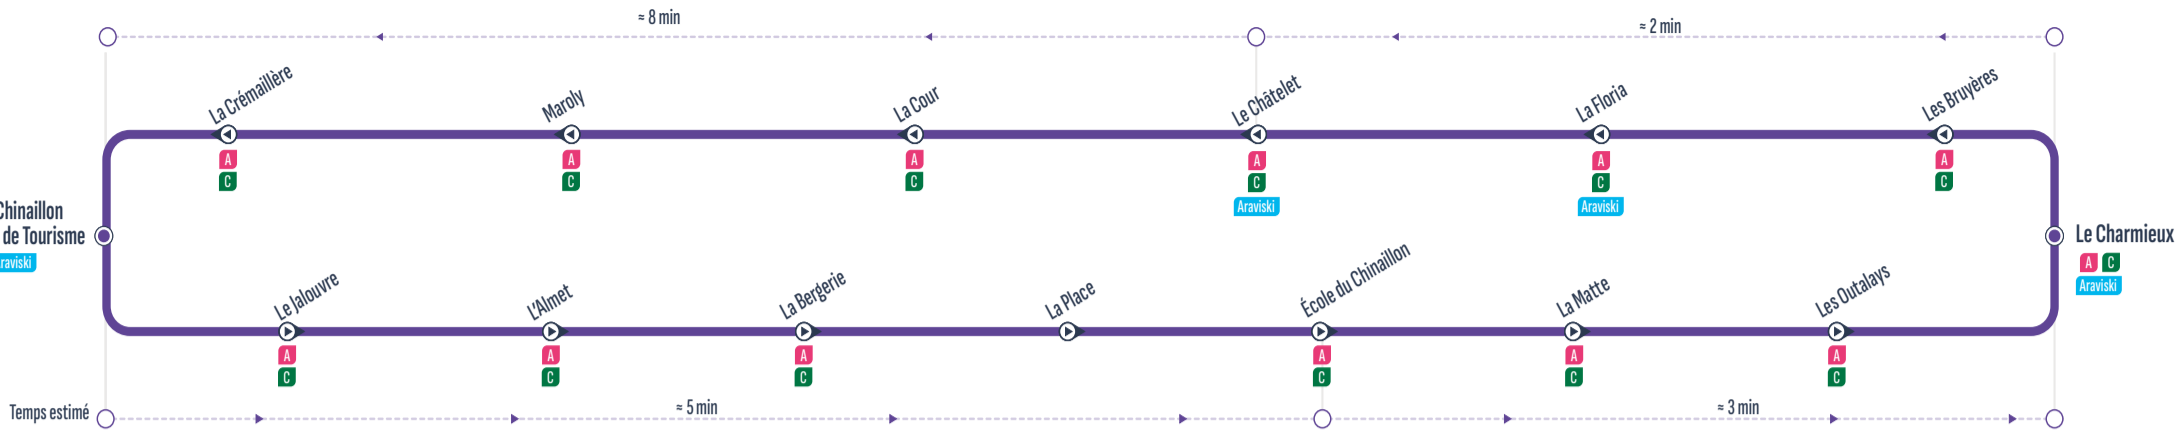 ≈ 8 min
≈ 2 min
La Crémaillère
Maroly
La Cour
Le Châtelet
La Floria
Les Bruyères
A
A
A
A
A
A
C
C
C
C
C
C
Araviski
Araviski
Chinaillon
de Tourisme
raviski
Le Charmieux
A C
Araviski
Le Jalouvre
L'Almet
La Bergerie
La Place
École du Chinaillon
La Matte
Les Outalays
A
A
A
A
A
A
C
C
C
C
C
C
Temps estimé
≈ 5 min
≈ 3 min